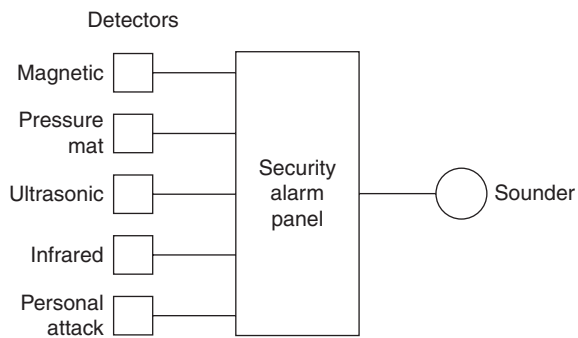 Detectors
Magnetic
Pressure
mat
Ultrasonic
Infrared
Personal
attack
Security
alarm
panel
Sounder